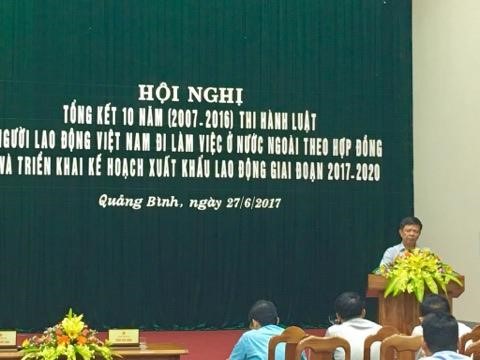 HỘI NGHỊ
TỔNG KẾT 10 NĂM (2007-2016) THI HÀNH LUẬT
NGƯỜI LAO ĐỘNG VIỆT NAM ĐI LÀM VIỆC Ở NƯỚC NGOÀI THEO HỢP ĐỒNG
VÀ TRIỂN KHAI KẾ HOẠCH XUẤT KHẨU LAO ĐỘNG GIAI ĐOẠN 2017-2020
Quảng Bình, ngày 27/6/2017